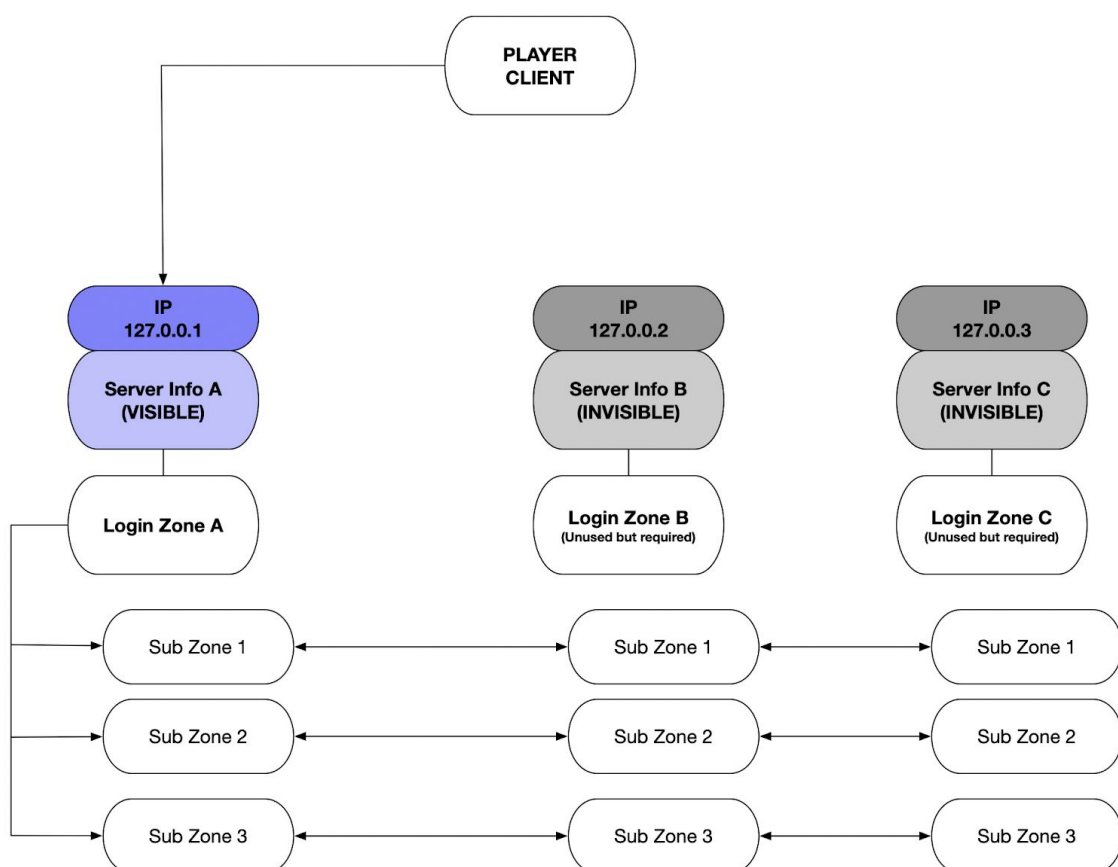 PLAYER
CLIENT
IP
127.0.0.1
IP
127.0.0.2
IP
127.0.0.3
Server Info A
(VISIBLE)
Server Info B
(INVISIBLE)
Server Info C
(INVISIBLE)
Login Zone A
Login Zone B
(Unused but required)
Login Zone C
(Unused but required)
Sub Zone 1
Sub Zone 1
Sub Zone 1
Sub Zone 2
Sub Zone 2
Sub Zone 2
Sub Zone 3
Sub Zone 3
Sub Zone 3